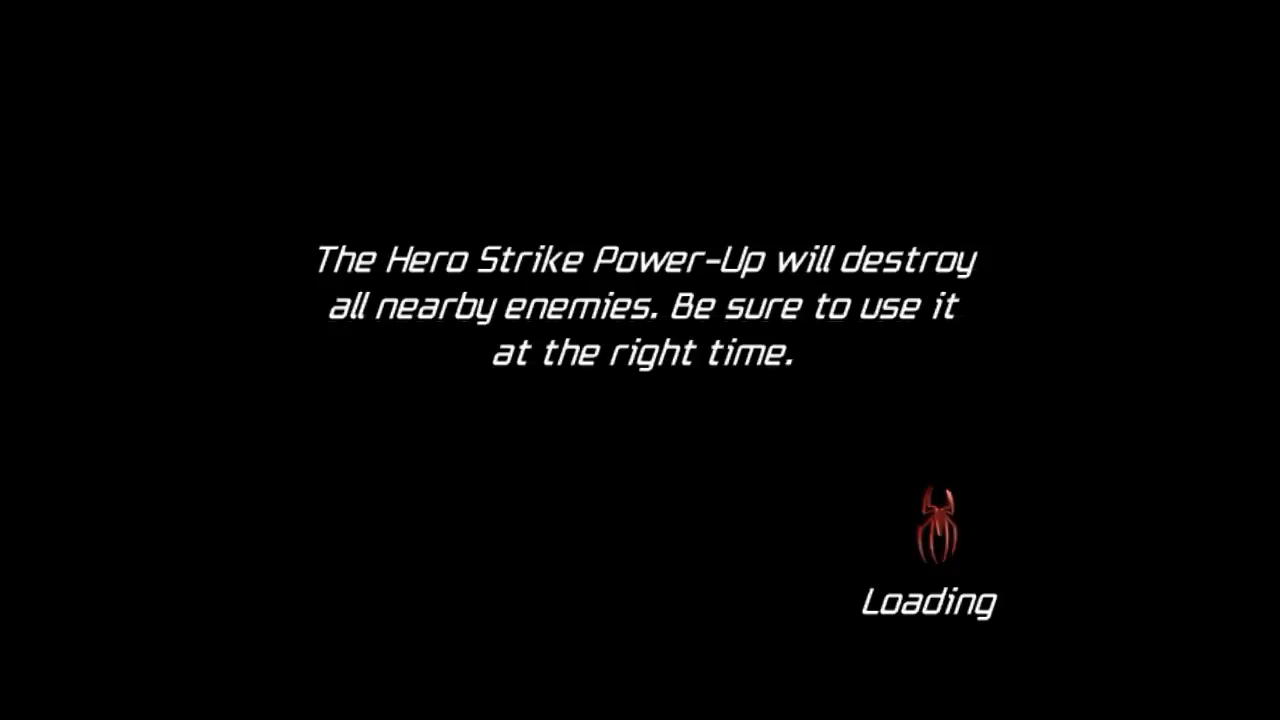 The Hero Strike Power-Up will destroy
all nearby enemies. Be sure to use it
at the right time.
Loading